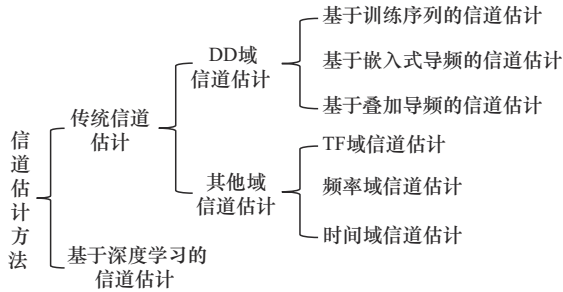 信道估计方法
传统信道
估计
基于深度学习的
信道估计
DD域
信道估计
其他域
信道估计
基于训练序列的信道估计
基于嵌入式导频的信道估计
基于叠加导频的信道估计
TF域信道估计
频率域信道估计
时间域信道估计